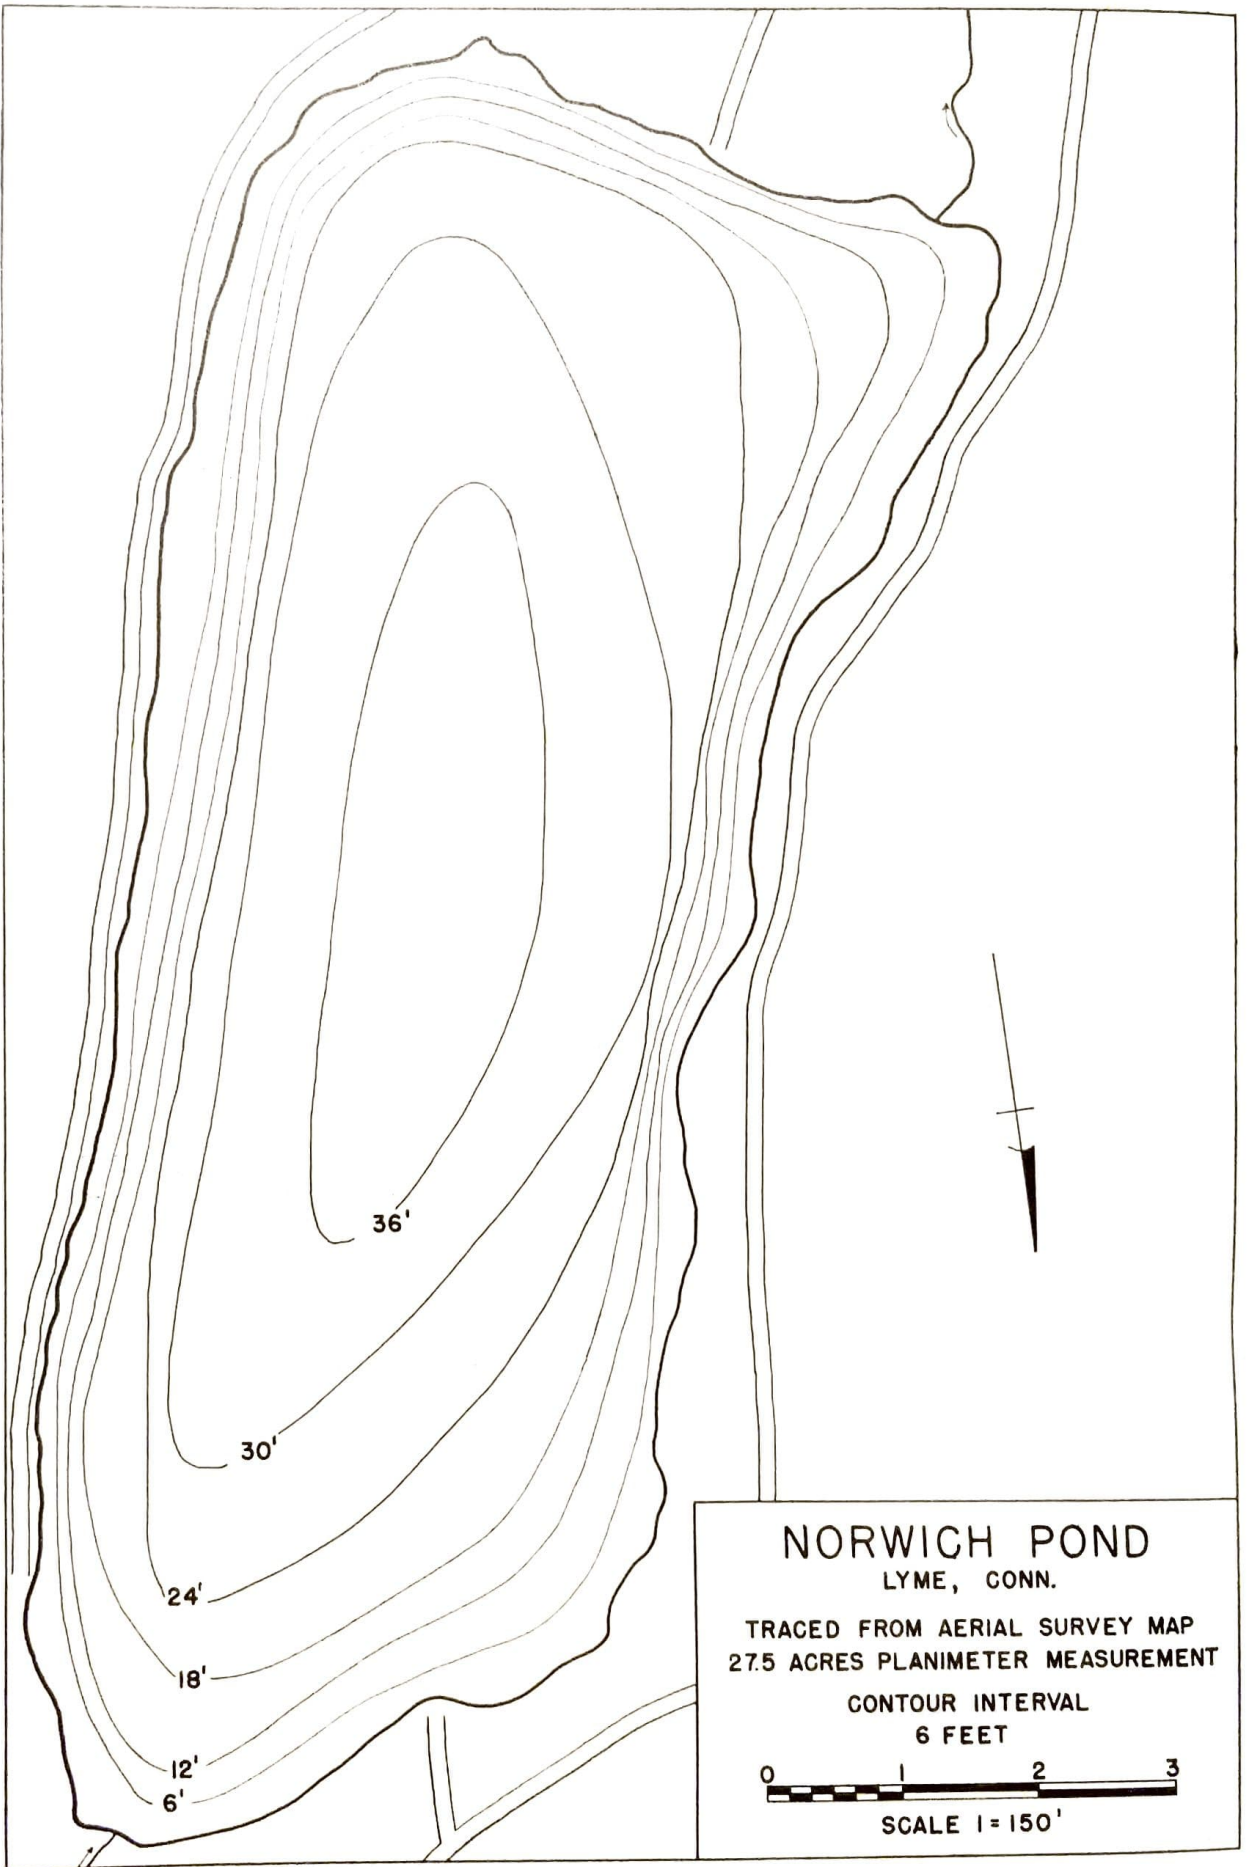 36'
30'
24'
18'
12'
6'
NORWICH POND
LYME, CONN.
TRACED FROM AERIAL SURVEY MAP
27.5 ACRES PLANIMETER MEASUREMENT
CONTOUR INTERVAL
6 FEET
0 1 2 3
SCALE 1=150'